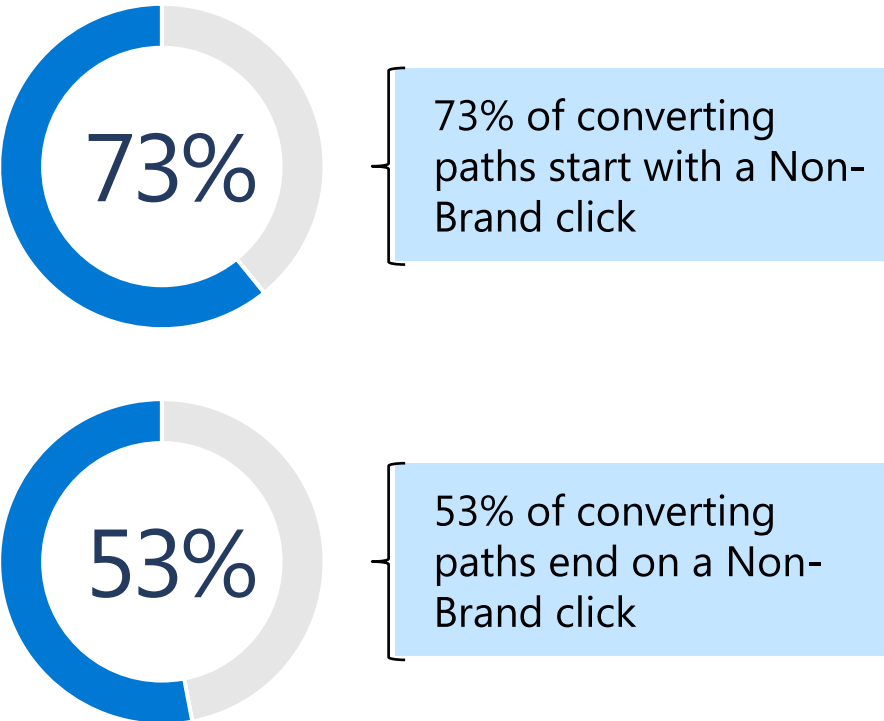 73%
73% of converting
paths start with a Non-
Brand click
53%
53% of converting
paths end on a Non-
Brand click